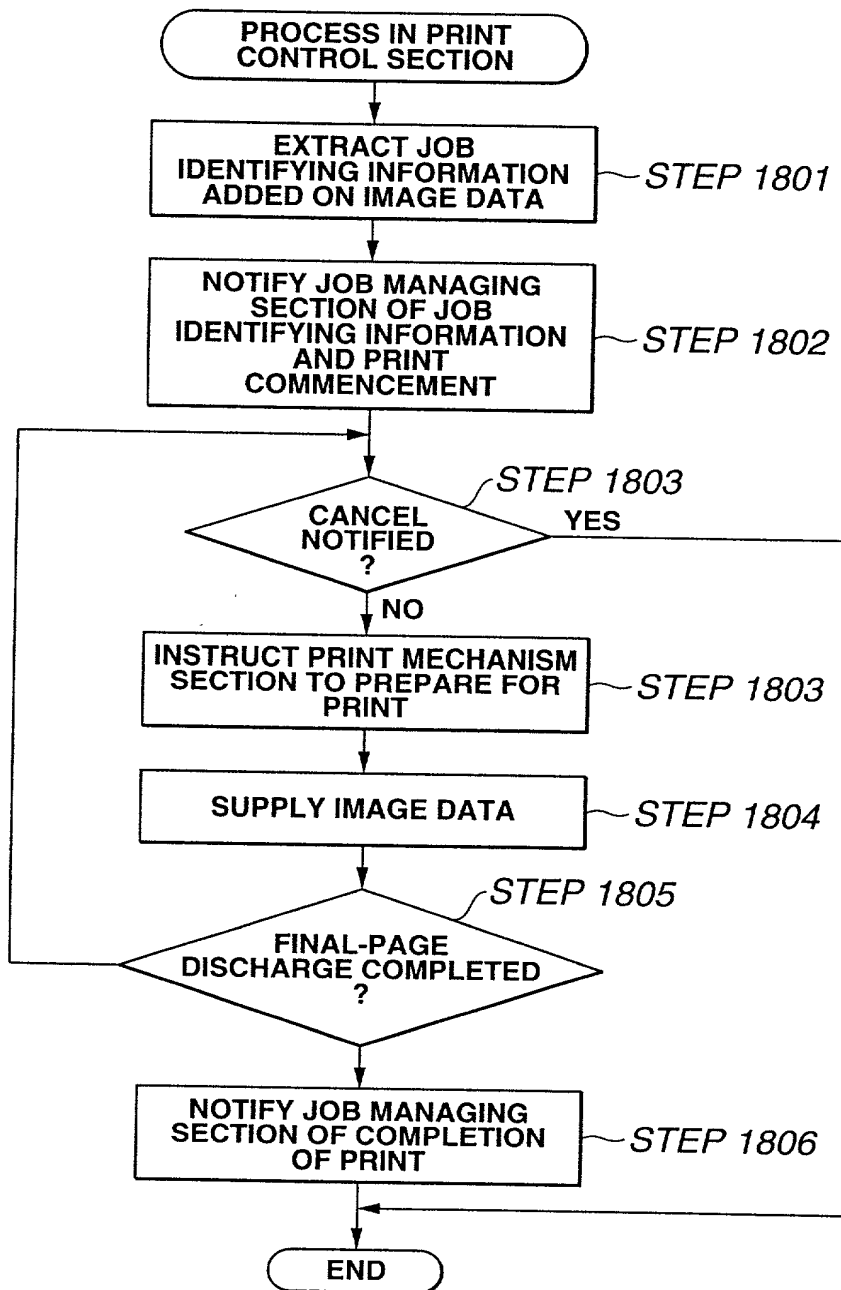 PROCESS IN PRINT
CONTROL SECTION
EXTRACT JOB
IDENTIFYING INFORMATION
ADDED ON IMAGE DATA
STEP 1801
NOTIFY JOB MANAGING
SECTION OF JOB
IDENTIFYING INFORMATION
AND PRINT
COMMENCEMENT
STEP 1802
STEP 1803
CANCEL
NOTIFIED
?
YES
NO
INSTRUCT PRINT MECHANISM
SECTION TO PREPARE FOR
PRINT
STEP 1803
SUPPLY IMAGE DATA
STEP 1804
STEP 1805
FINAL-PAGE
DISCHARGE COMPLETED
?
NOTIFY JOB MANAGING
SECTION OF COMPLETION
OF PRINT
STEP 1806
END